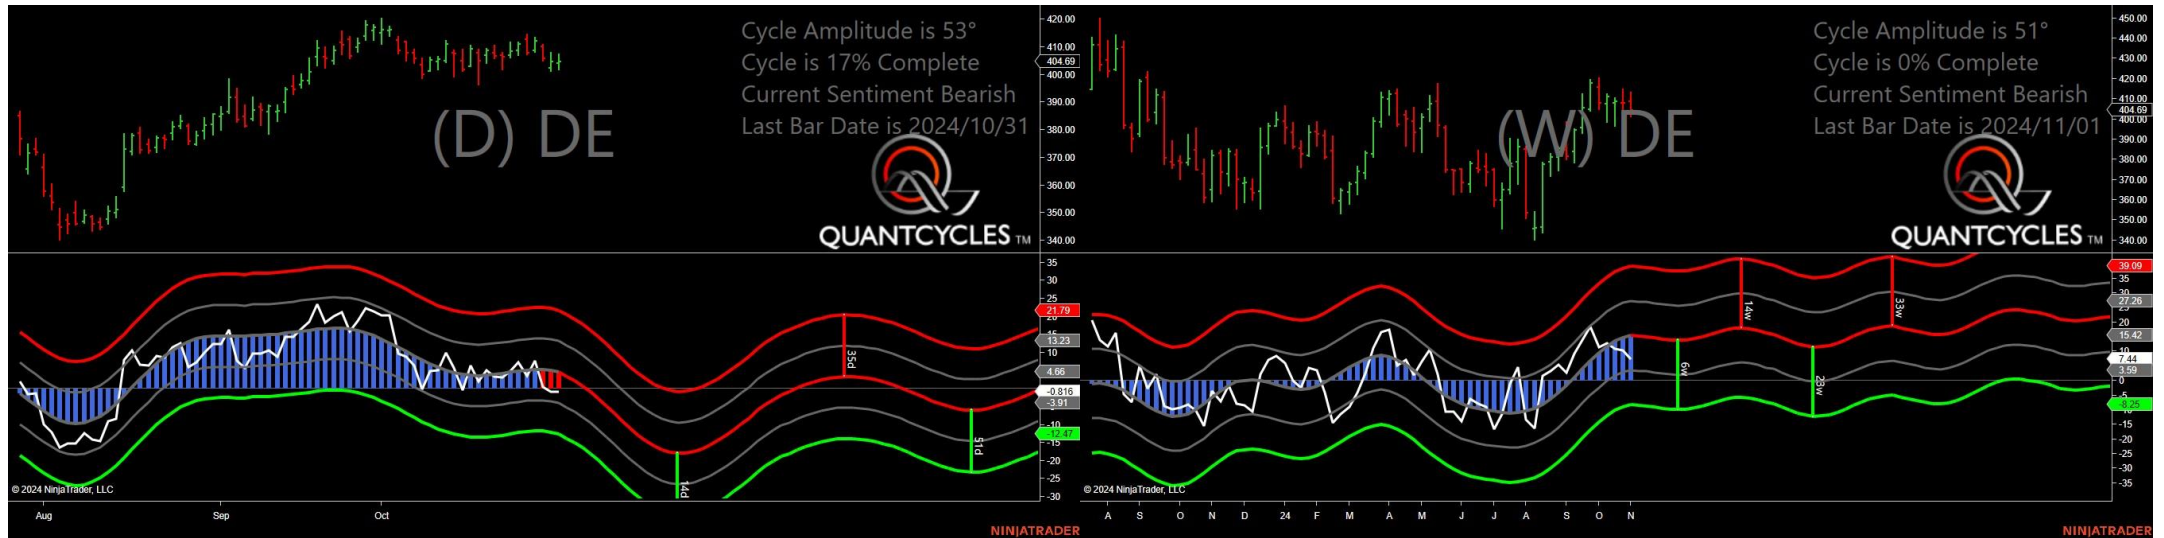 Cycle Amplitude is 53°
Cycle is 17% Complete
Current Sentiment Bearish
Last Bar Date is 2024/10/31
(D) DE
QUANTCYCLES TM
420.00
410.00
404.69
400.00
390.00
380.00
370.00
360.00
350.00
340.00
35
30
25
21.79
20
15
13.23
10
4.66
-0.816
-3.91
-10
-12.47
-15
-20
-25
-30
35d
51d
14d
© 2024 NinjaTrader, LLC
Aug
Sep
Oct
NINJATRADER
Cycle Amplitude is 51°
Cycle is 0% Complete
Current Sentiment Bearish
Last Bar Date is 2024/11/01
(W) DE
QUANTCYCLES TM
450.00
440.00
430.00
420.00
410.00
404.69
400.00
390.00
380.00
370.00
360.00
350.00
340.00
39.09
35
30
27.26
25
20
15.42
10
7.44
3.59
0
-5
-8.25
-10
-15
-20
-25
-30
-35
14w
33w
6w
23w
© 2024 NinjaTrader, LLC
A S O N D 24 F M A M J J A S O N
NINJATRADER